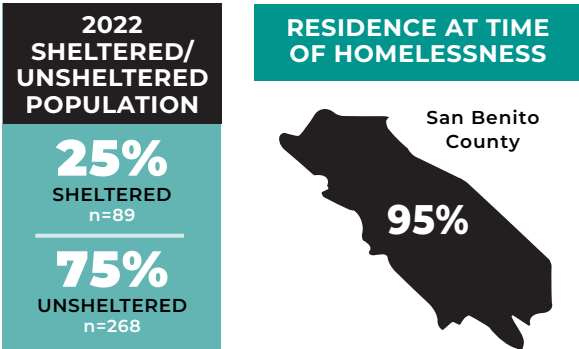 2022
SHELTERED/
UNSHELTERED
POPULATION
25%
SHELTERED
n=89
75%
UNSHELTERED
n=268
RESIDENCE AT TIME
OF HOMELESSNESS
San Benito
County
95%